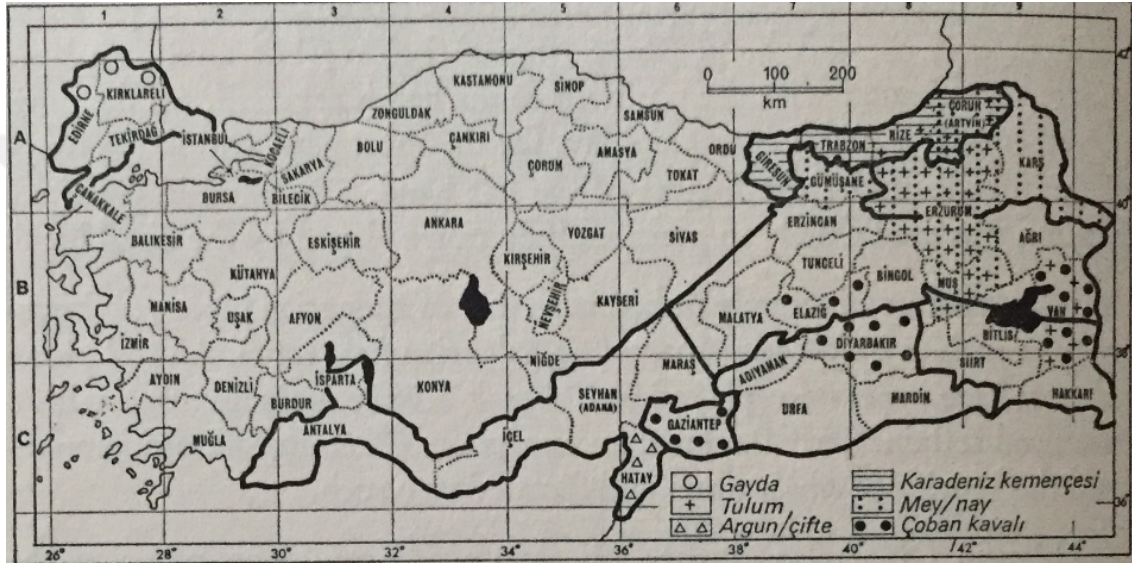 1 2 3 4 5 6 7 8 9
42°
KASTAMONU
SİNOP
0 100 200
km
KIRKLARELİ
ZONGULDAK
SAMSUN
ÇORUH
(ARTVİN)
EDİRNE
TEKİRDAĞ
İSTANBUL
KOCAELİ
SAKARYA
BOLU
ÇANKIRI
ÇORUM
AMASYA
ORDU
GİRESUN
TRABZON
RİZE
KARS
A
TOKAT
GÜMÜŞANE
ÇANAKKALE
BURSA
BİLECİK
ANKARA
ERZİNCAN
ERZURUM
40°
BALIKESİR
ESKİŞEHİR
KIRŞEHİR
YOZGAT
SİVAS
AĞRI
B
KÜTAHYA
TUNCELİ
BİNGÖL
MUŞ
MANİSA
UŞAK
AFYON
NEVŞEHİR
KAYSERİ
MALATYA
ELAZIĞ
VAN
İZMİR
DİYARBAKIR
BİTLİS
NİĞDE
MARAŞ
ADIYAMAN
SİİRT
AYDIN
DENİZLİ
ISPARTA
KONYA
SEYHAN
(ADANA)
URFA
MARDİN
HAKKARİ
BURDUR
GAZİANTEP
C
MUĞLA
ANTALYA
İÇEL
HATAY
Gayda
Karadeniz kemençesi
Tulum
Mey/nay
Argun/çifte
Çoban kavalı
36°
26° 28° 30° 32° 34° 36° 38° 40° 42° 44°